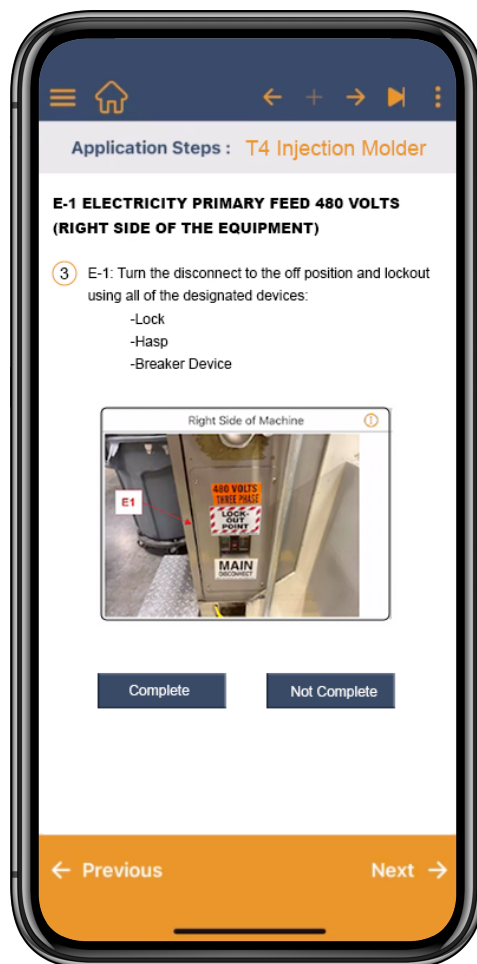 Application Steps : T4 Injection Molder
E-1 ELECTRICITY PRIMARY FEED 480 VOLTS
(RIGHT SIDE OF THE EQUIPMENT)
3 E-1: Turn the disconnect to the off position and lockout
using all of the designated devices:
-Lock
-Hasp
-Breaker Device
Right Side of Machine
E1
480 VOLTS
THREE PHASE
LOCK-
OUT
POINT
MAIN
DISCONNECT
Complete
Not Complete
Previous
Next